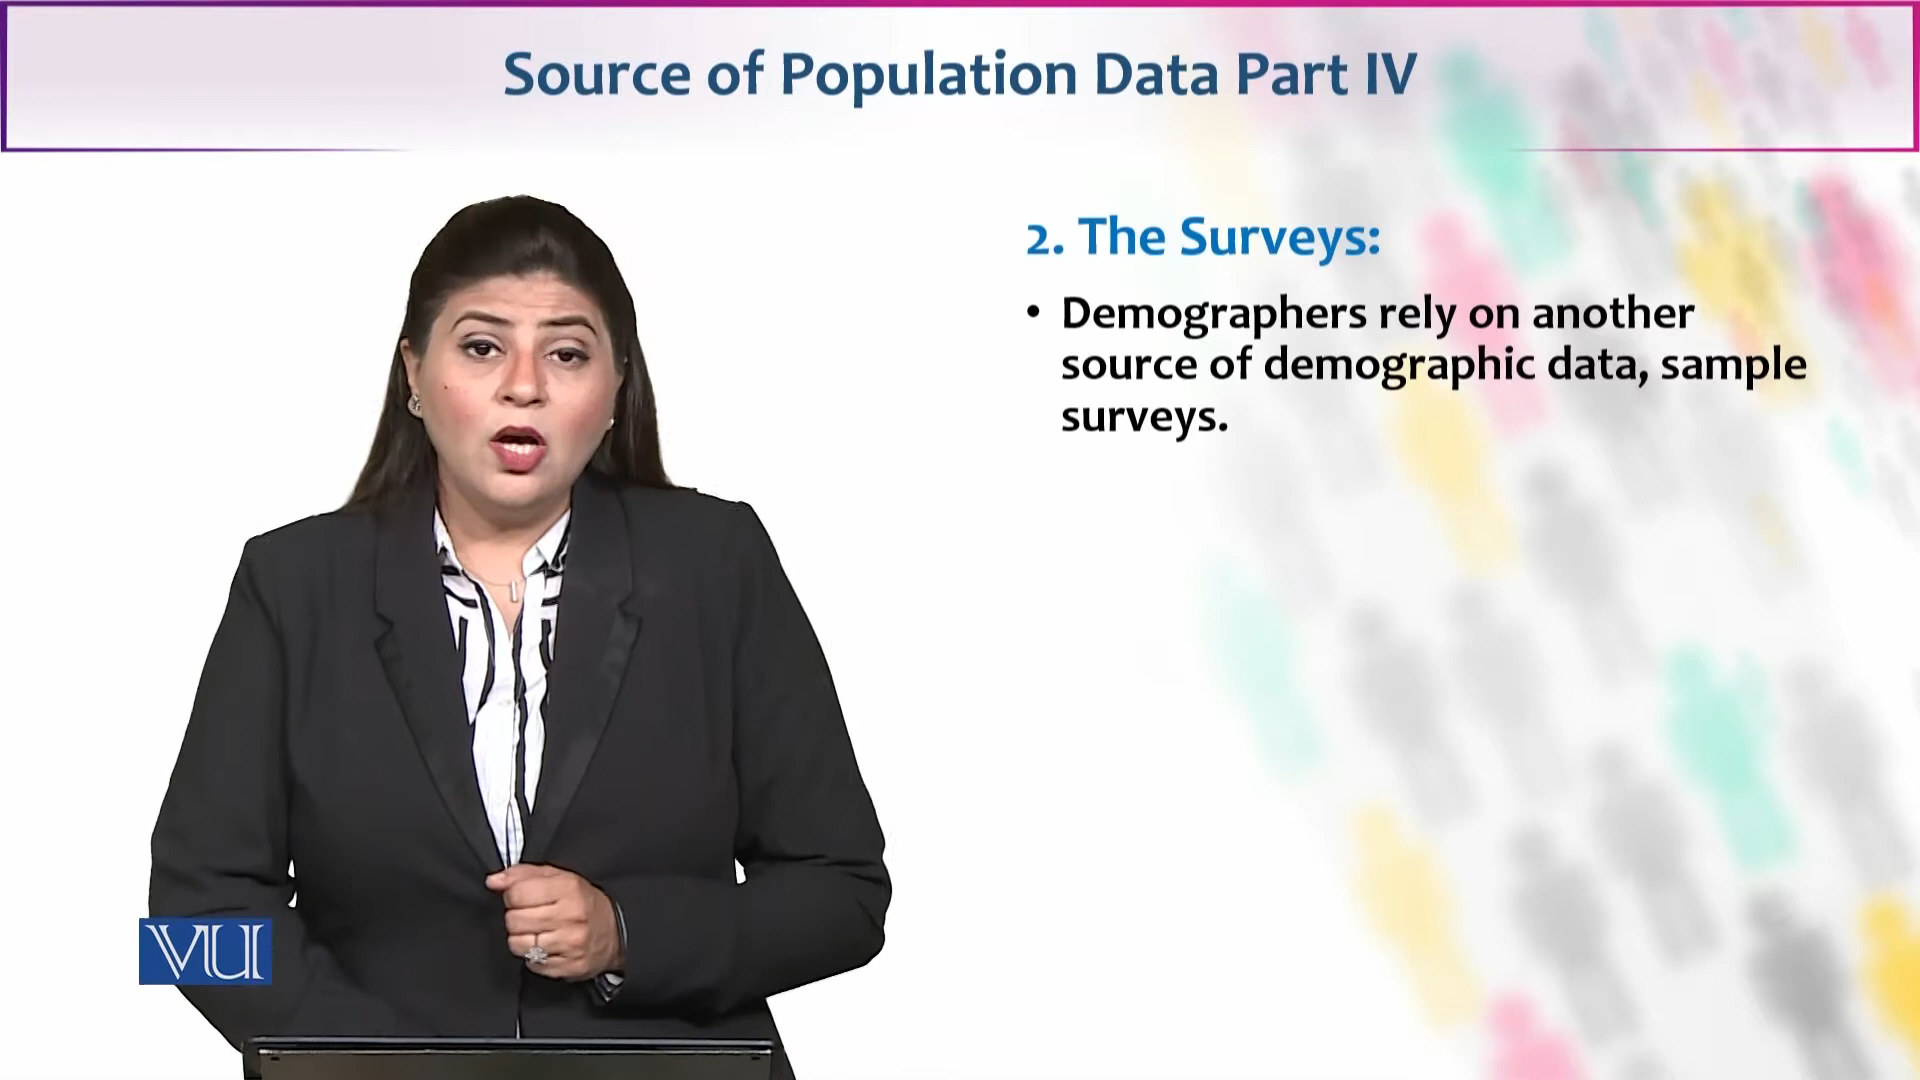 Source of Population Data Part IV
2. The Surveys:
• Demographers rely on another
source of demographic data, sample
surveys.
VU